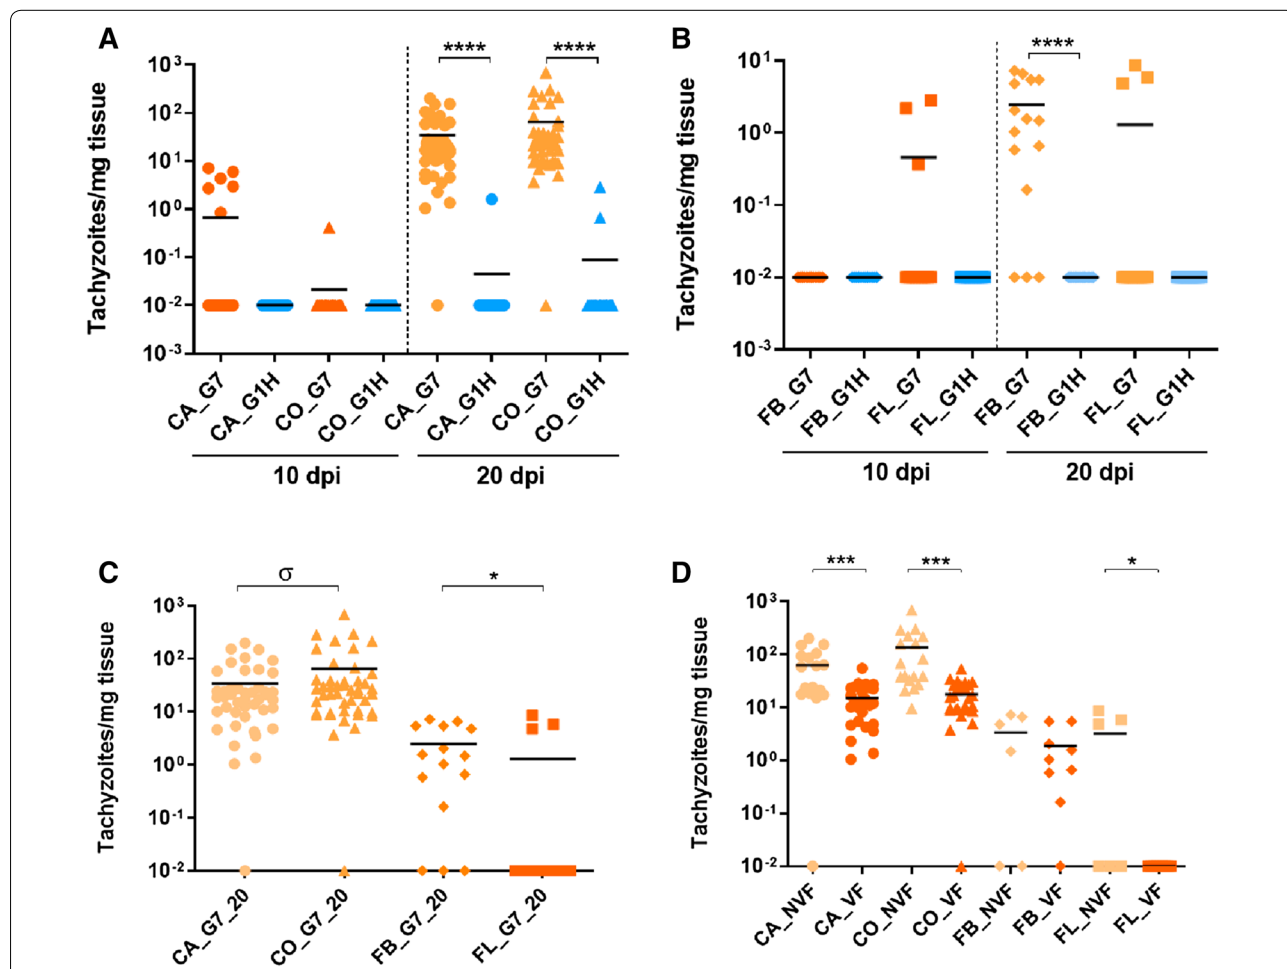 A
Tachyzoites/mg tissue
10³
10²
10¹
10⁰
10⁻¹
10⁻²
10⁻³
****
****
CA_G7
CA_G1H
CO_G7
CO_G1H
CA_G7
CA_G1H
CO_G7
CO_G1H
10 dpi
20 dpi
B
Tachyzoites/mg tissue
10¹
10⁰
10⁻¹
10⁻²
10⁻³
****
FB_G7
FB_G1H
FL_G7
FL_G1H
FB_G7
FB_G1H
FL_G7
FL_G1H
10 dpi
20 dpi
C
Tachyzoites/mg tissue
10³
10²
10¹
10⁰
10⁻¹
10⁻²
σ
*
CA_G7_20
CO_G7_20
FB_G7_20
FL_G7_20
D
Tachyzoites/mg tissue
10³
10²
10¹
10⁰
10⁻¹
10⁻²
***
***
*
CA_NVF
CA_VF
CO_NVF
CO_VF
FB_NVF
FB_VF
FL_NVF
FL_VF